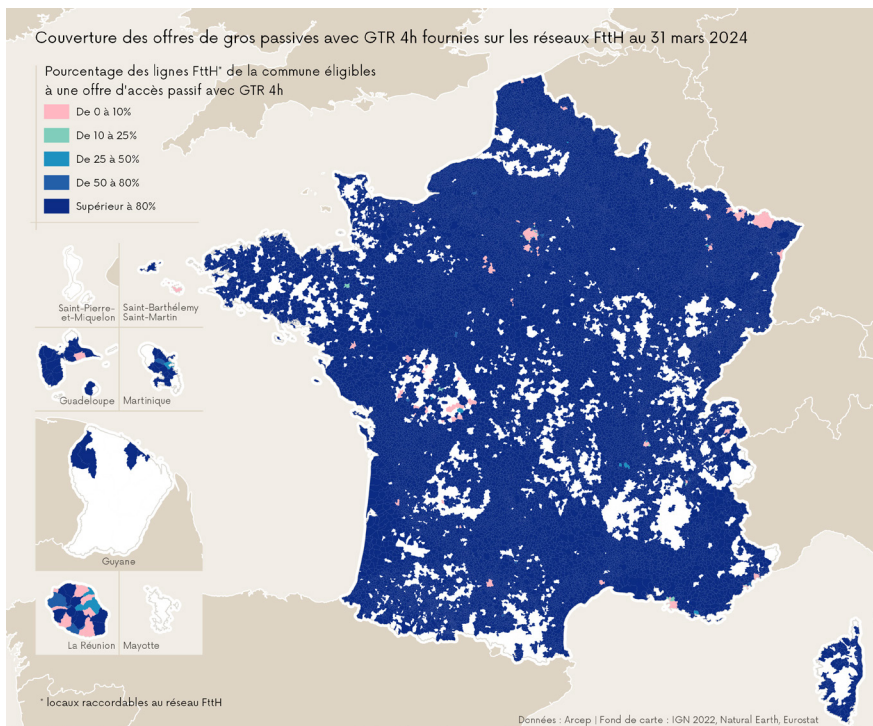 Couverture des offres de gros passives avec GTR 4h fournies sur les réseaux FttH au 31 mars 2024
Pourcentage des lignes FttH* de la commune éligibles
à une offre d'accès passif avec GTR 4h
De 0 à 10%
De 10 à 25%
De 25 à 50%
De 50 à 80%
Supérieur à 80%
Saint-Pierre-
et-Miquelon
Saint-Barthélemy
Saint-Martin
Guadeloupe
Martinique
Guyane
La Réunion
Mayotte
* locaux raccordables au réseau FttH
Données : Arcep | Fond de carte : IGN 2022, Natural Earth, Eurostat